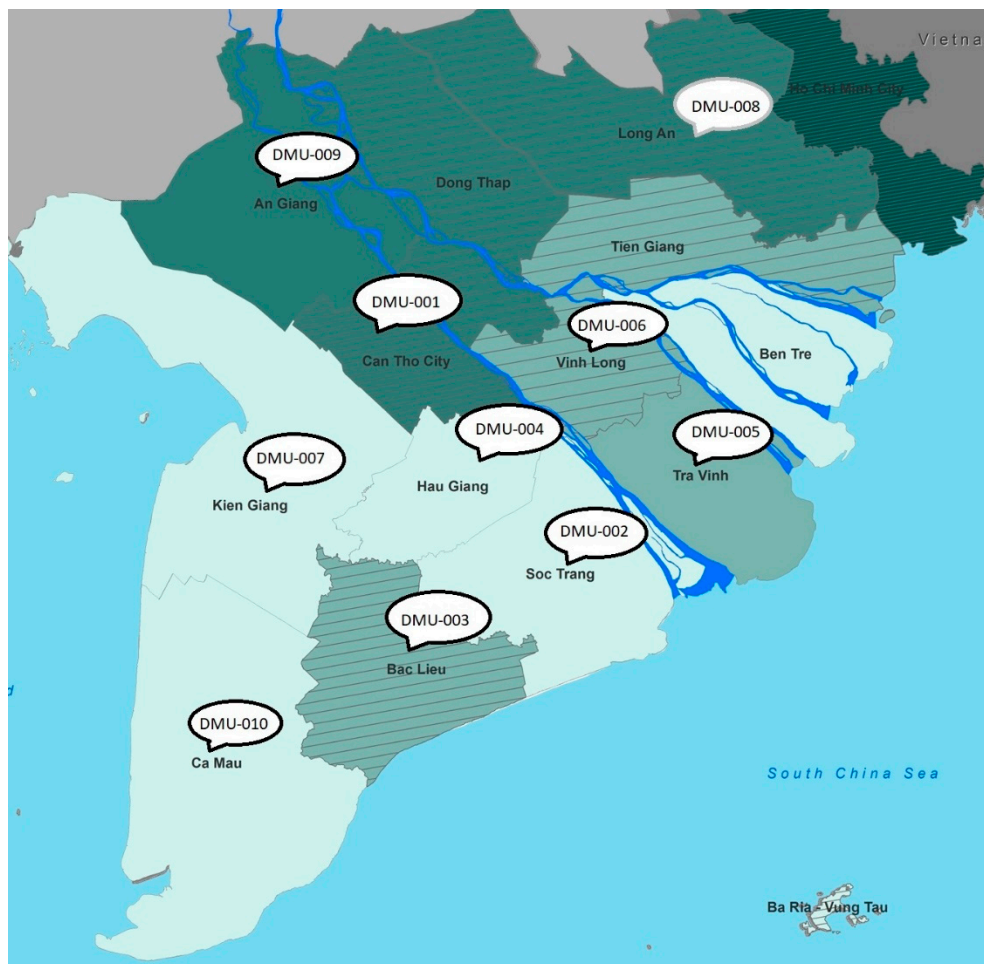 Vietna
Ho Chi Minh City
DMU-008
Long An
DMU-009
An Giang
Dong Thap
Tien Giang
DMU-001
Can Tho City
DMU-006
Vinh Long
Ben Tre
DMU-004
Hau Giang
DMU-005
Tra Vinh
DMU-007
Kien Giang
DMU-002
Soc Trang
DMU-003
Bac Lieu
d
DMU-010
Ca Mau
South China Sea
Ba Ria - Vung Tau